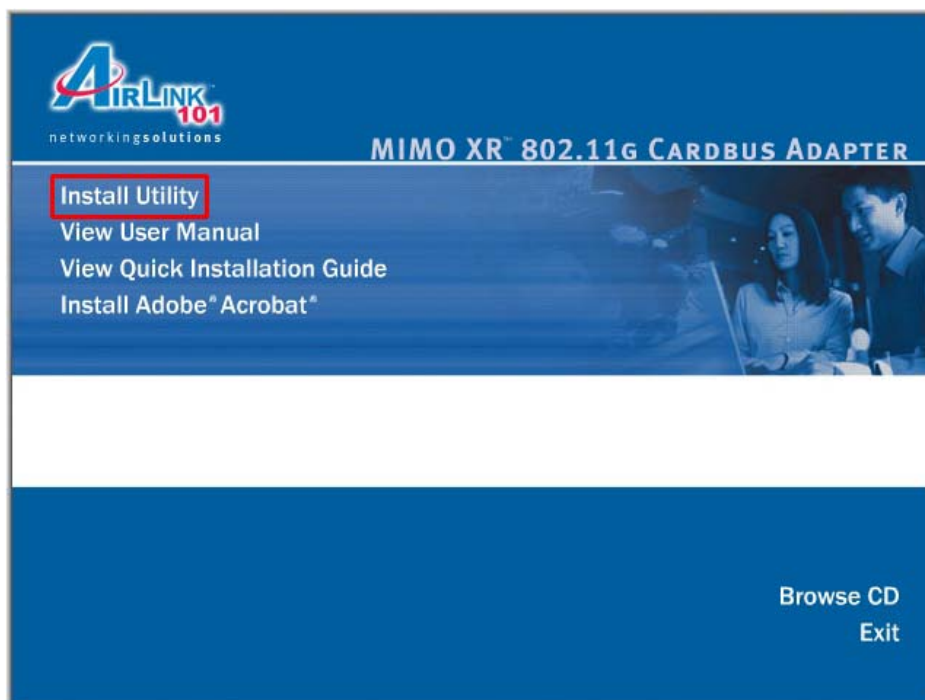 AIRLINK™
101
networkingsolutions
MIMO XR™ 802.11G CARDBUS ADAPTER
Install Utility
View User Manual
View Quick Installation Guide
Install Adobe® Acrobat®
Browse CD
Exit